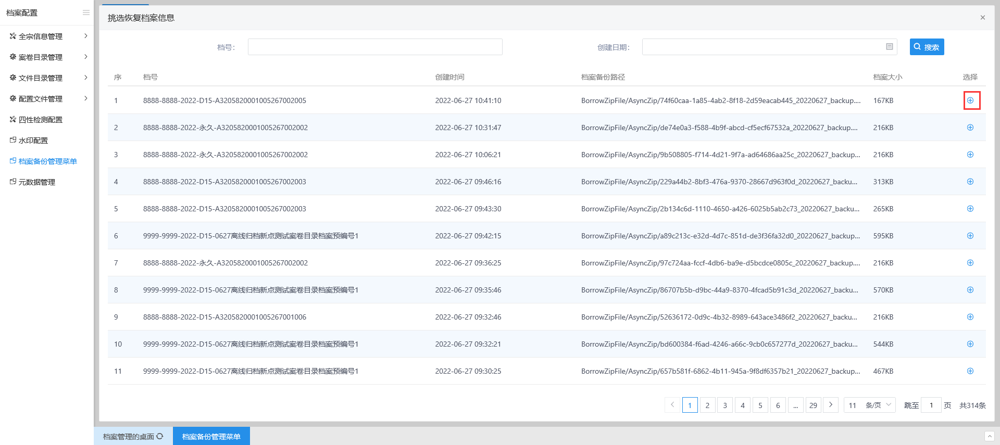 档案配置
全宗信息管理
案卷目录管理
文件目录管理
配置文件管理
四性检测配置
水印配置
档案备份管理菜单
元数据管理
挑选恢复档案信息
档号: 创建日期: 搜索
序 档号 创建时间 档案备份路径 档案大小 选择
1 8888-8888-2022-D15-A3205820001005267002005 2022-06-27 10:41:10 BorrowZipFile/AsyncZip/74f60caa-1a85-4ab2-8f18-2d59eacab445_20220627_backup.... 167KB
2 8888-8888-2022-永久-A3205820001005267002002 2022-06-27 10:31:47 BorrowZipFile/AsyncZip/de74e0a3-f588-4b9f-abcd-cf5ecf67532a_20220627_backup.... 216KB
3 8888-8888-2022-永久-A3205820001005267002002 2022-06-27 10:06:21 BorrowZipFile/AsyncZip/9b508805-f714-4d21-9f7a-ad64686aa25c_20220627_backup... 216KB
4 8888-8888-2022-D15-A3205820001005267002003 2022-06-27 09:46:16 BorrowZipFile/AsyncZip/229a44b2-8bf3-476a-9370-28667d963f0d_20220627_backu... 313KB
5 8888-8888-2022-D15-A3205820001005267002003 2022-06-27 09:43:30 BorrowZipFile/AsyncZip/2b134c6d-1110-4650-a426-6025b5ab2c73_20220627_backu... 265KB
6 9999-9999-2022-D15-0627离线归档新点测试案卷目录档案预编号1 2022-06-27 09:42:15 BorrowZipFile/AsyncZip/a89c213c-e32d-4d7c-851d-de3f36fa32d0_20220627_backup... 595KB
7 8888-8888-2022-永久-A3205820001005267002002 2022-06-27 09:36:25 BorrowZipFile/AsyncZip/97c724aa-fccf-4db6-ba9e-d5bcdce0805c_20220627_backup... 216KB
8 9999-9999-2022-D15-0627离线归档新点测试案卷目录档案预编号1 2022-06-27 09:35:46 BorrowZipFile/AsyncZip/86707b5b-d9bc-44a9-8370-4fcad5b91c3d_20220627_backu... 570KB
9 8888-8888-2022-D15-A3205820001005267001006 2022-06-27 09:32:46 BorrowZipFile/AsyncZip/52636172-0d9c-4b32-8989-643ace3486f2_20220627_backu... 216KB
10 9999-9999-2022-D15-0627离线归档新点测试案卷目录档案预编号1 2022-06-27 09:32:21 BorrowZipFile/AsyncZip/bd600384-f6ad-4246-a66c-9cb0c657277d_20220627_backu... 544KB
11 9999-9999-2022-D15-0627离线归档新点测试案卷目录档案预编号1 2022-06-27 09:30:25 BorrowZipFile/AsyncZip/657b581f-6862-4b11-945a-9f8df6357b21_20220627_backup... 467KB
1 2 3 4 5 6 ... 29 11 条/页 跳至 1 页 共314条
档案管理的桌面 档案备份管理菜单